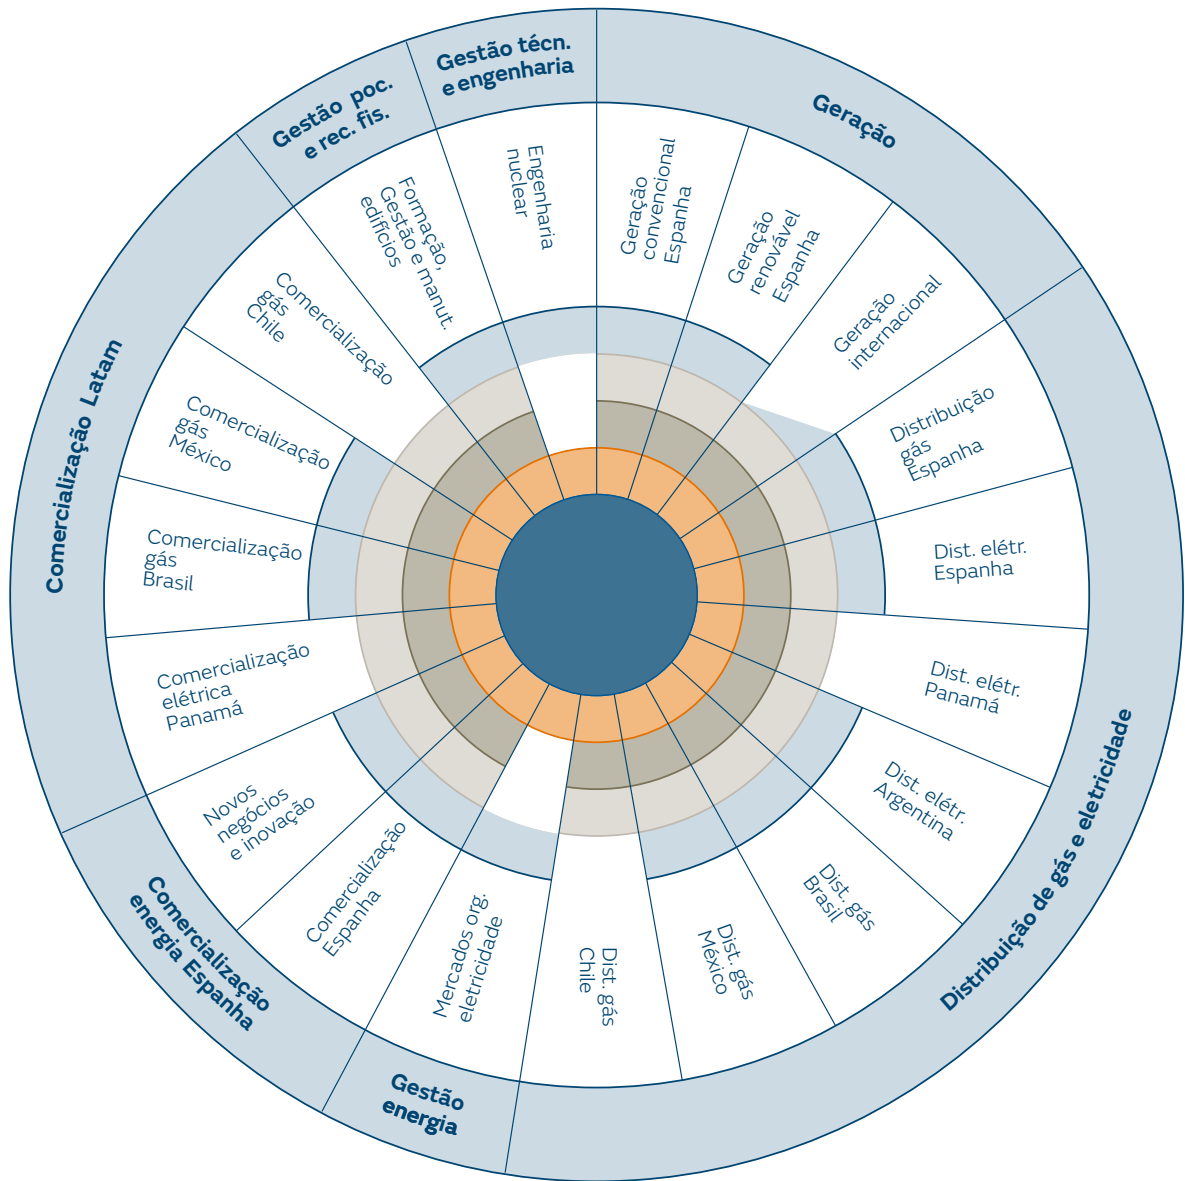 Geração
Geração
convencional
Espanha
Geração
renovável
Espanha
Geração
internacional
Distribuição de gás e eletricidade
Distribuição
gás
Espanha
Dist. elétr.
Espanha
Dist. elétr.
Panamá
Dist. elétr.
Argentina
Dist. gás
Brasil
Dist. gás
México
Dist. gás
Chile
Gestão
energia
Mercados org.
eletricidade
Comercialização
energia Espanha
Comercialização
Espanha
Novos
negócios
e inovação
Comercialização Latam
Comercialização
elétrica
Panamá
Comercialização
gás
Brasil
Comercialização
gás
México
Comercialização
gás
Chile
Gestão poc.
e rec. fis.
Formação,
Gestão e manut.
edifícios
Gestão técn.
e engenharia
Engenharia
nuclear